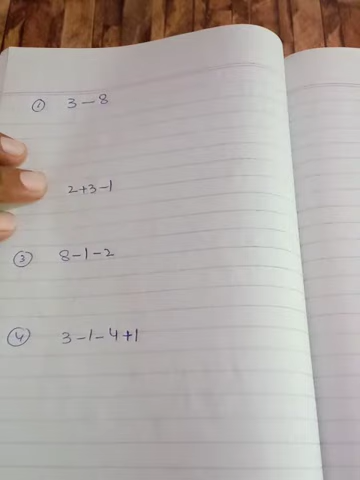 ① 3 - 8
2 + 3 - 1
③ 8 - 1 - 2
④ 3 - 1 - 4 + 1